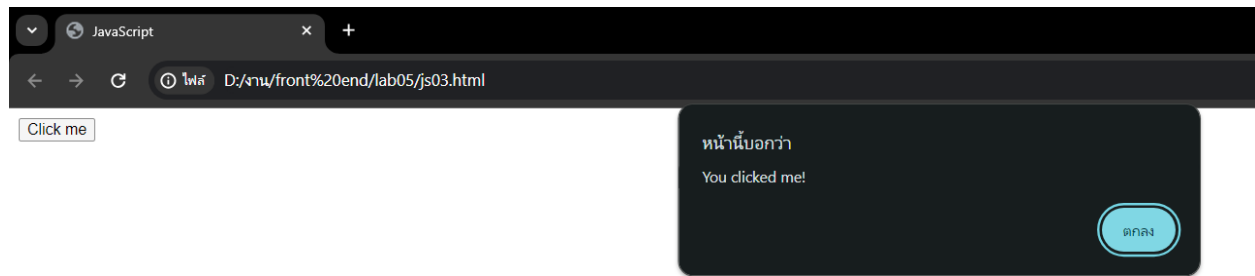 JavaScript
ไฟล์ D:/งาน/front%20end/lab05/js03.html
Click me
หน้านี้บอกว่า
You clicked me!
ตกลง